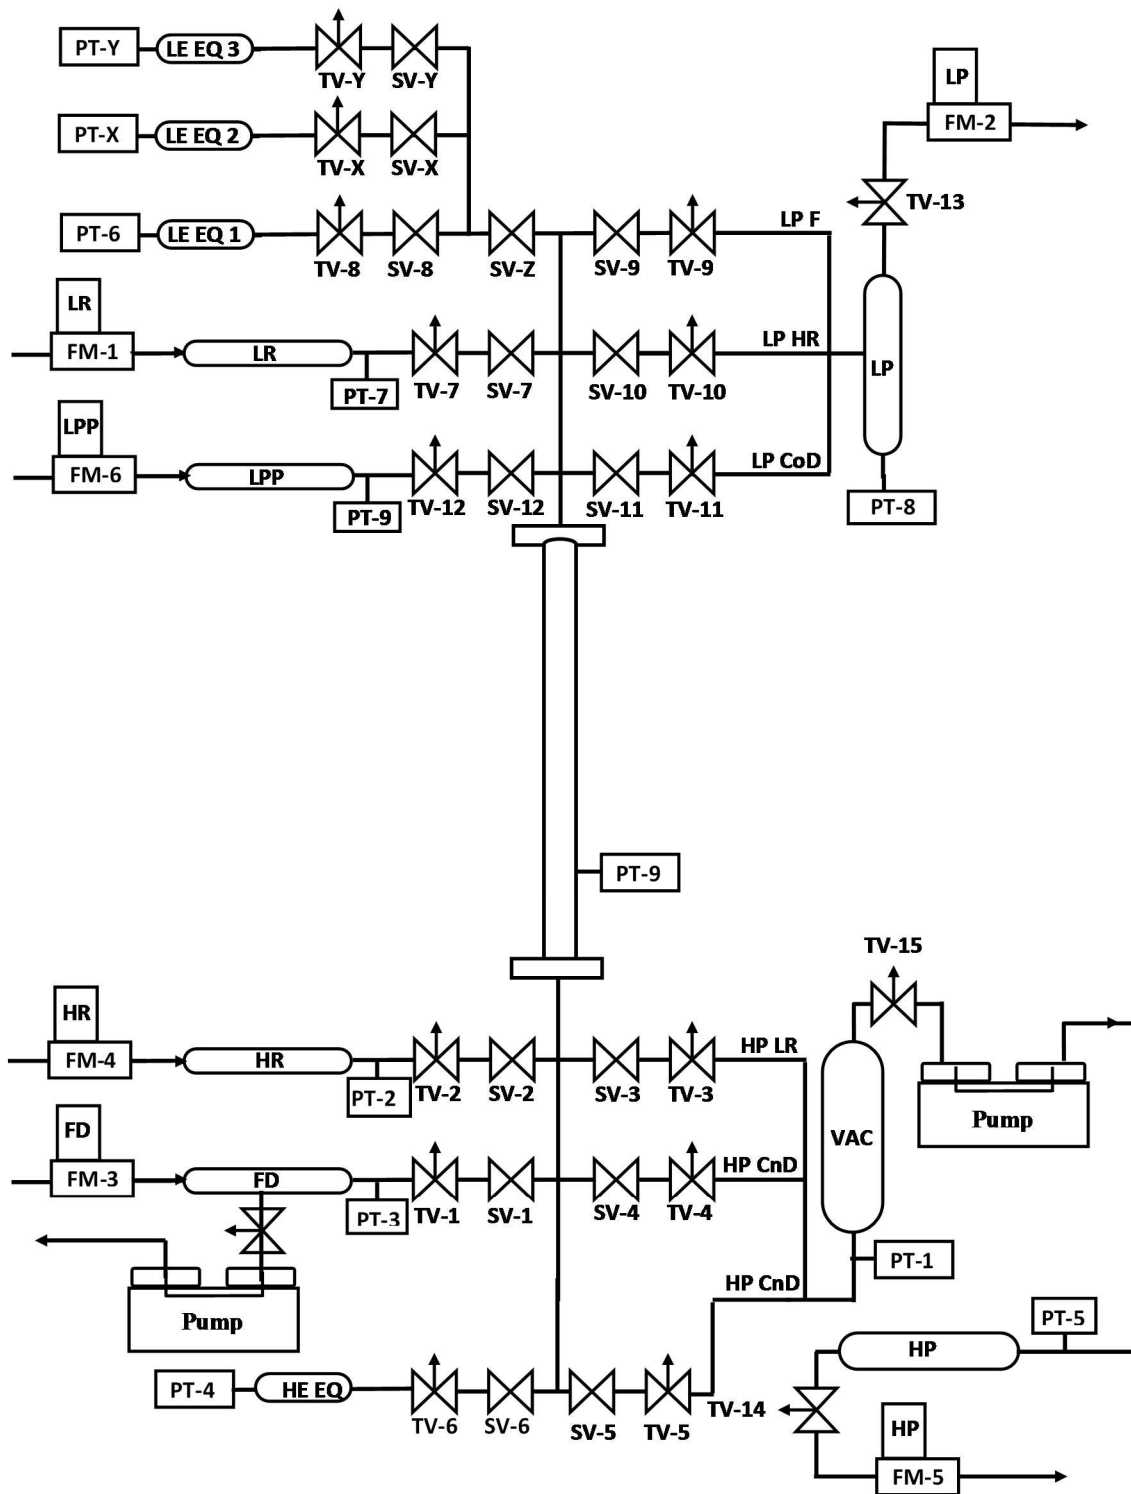 PT-Y
LE EQ 3
TV-Y
SV-Y
LP
FM-2
PT-X
LE EQ 2
TV-X
SV-X
TV-13
PT-6
LE EQ 1
TV-8
SV-8
SV-Z
SV-9
TV-9
LP F
LR
FM-1
LR
PT-7
TV-7
SV-7
SV-10
TV-10
LP HR
LP
LPP
FM-6
LPP
PT-9
TV-12
SV-12
SV-11
TV-11
LP CoD
PT-8
PT-9
TV-15
HR
FM-4
HR
PT-2
TV-2
SV-2
SV-3
TV-3
HP LR
Pump
VAC
FD
FM-3
FD
PT-3
TV-1
SV-1
SV-4
TV-4
HP CnD
PT-1
HP CnD
Pump
PT-5
HP
PT-4
HE EQ
TV-6
SV-6
SV-5
TV-5
TV-14
HP
FM-5